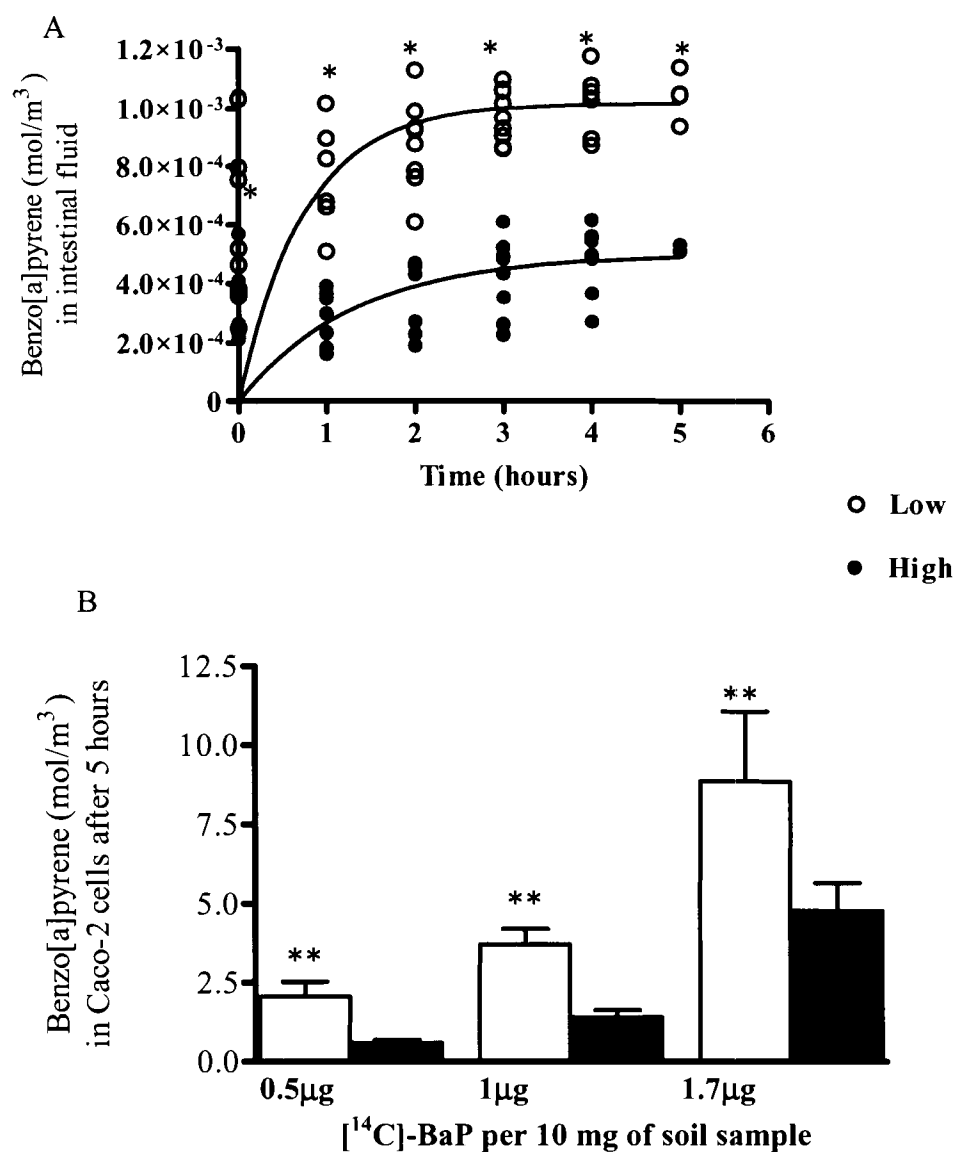 A
Benzo[a]pyrene (mol/m³)
in intestinal fluid
1.2×10⁻³
1.0×10⁻³
8.0×10⁻⁴
6.0×10⁻⁴
4.0×10⁻⁴
2.0×10⁻⁴
0
* * * * * *
0 1 2 3 4 5 6
Time (hours)
Low
High
B
Benzo[a]pyrene (mol/m³)
in Caco-2 cells after 5 hours
12.5
10.0
7.5
5.0
2.5
0.0
** ** **
0.5µg 1µg 1.7µg
[¹⁴C]-BaP per 10 mg of soil sample